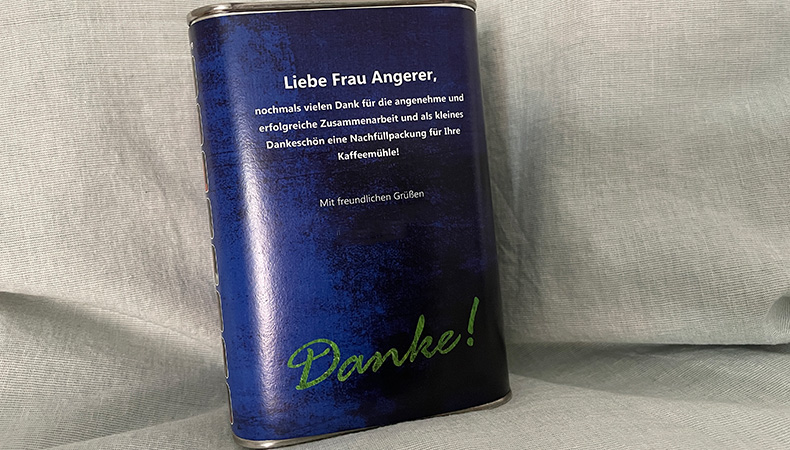 Liebe Frau Angerer,
nochmals vielen Dank für die angenehme und
erfolgreiche Zusammenarbeit und als kleines
Dankeschön eine Nachfüllpackung für Ihre
Kaffeemühle!
Mit freundlichen Grüßen
Danke!